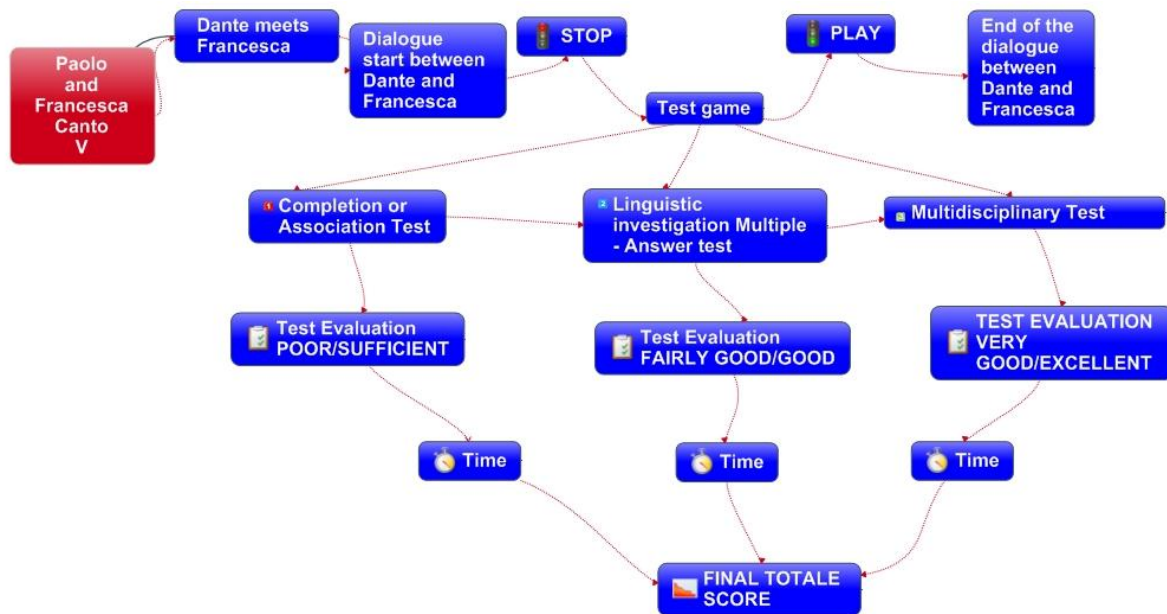 Paolo
and
Francesca
Canto
V
Dante meets
Francesca
Dialogue
start between
Dante and
Francesca
STOP
PLAY
End of the
dialogue
between
Dante and
Francesca
Test game
1 Completion or
Association Test
2 Linguistic
investigation Multiple
- Answer test
Multidisciplinary Test
Test Evaluation
POOR/SUFFICIENT
Test Evaluation
FAIRLY GOOD/GOOD
TEST EVALUATION
VERY
GOOD/EXCELLENT
Time
Time
Time
FINAL TOTALE
SCORE